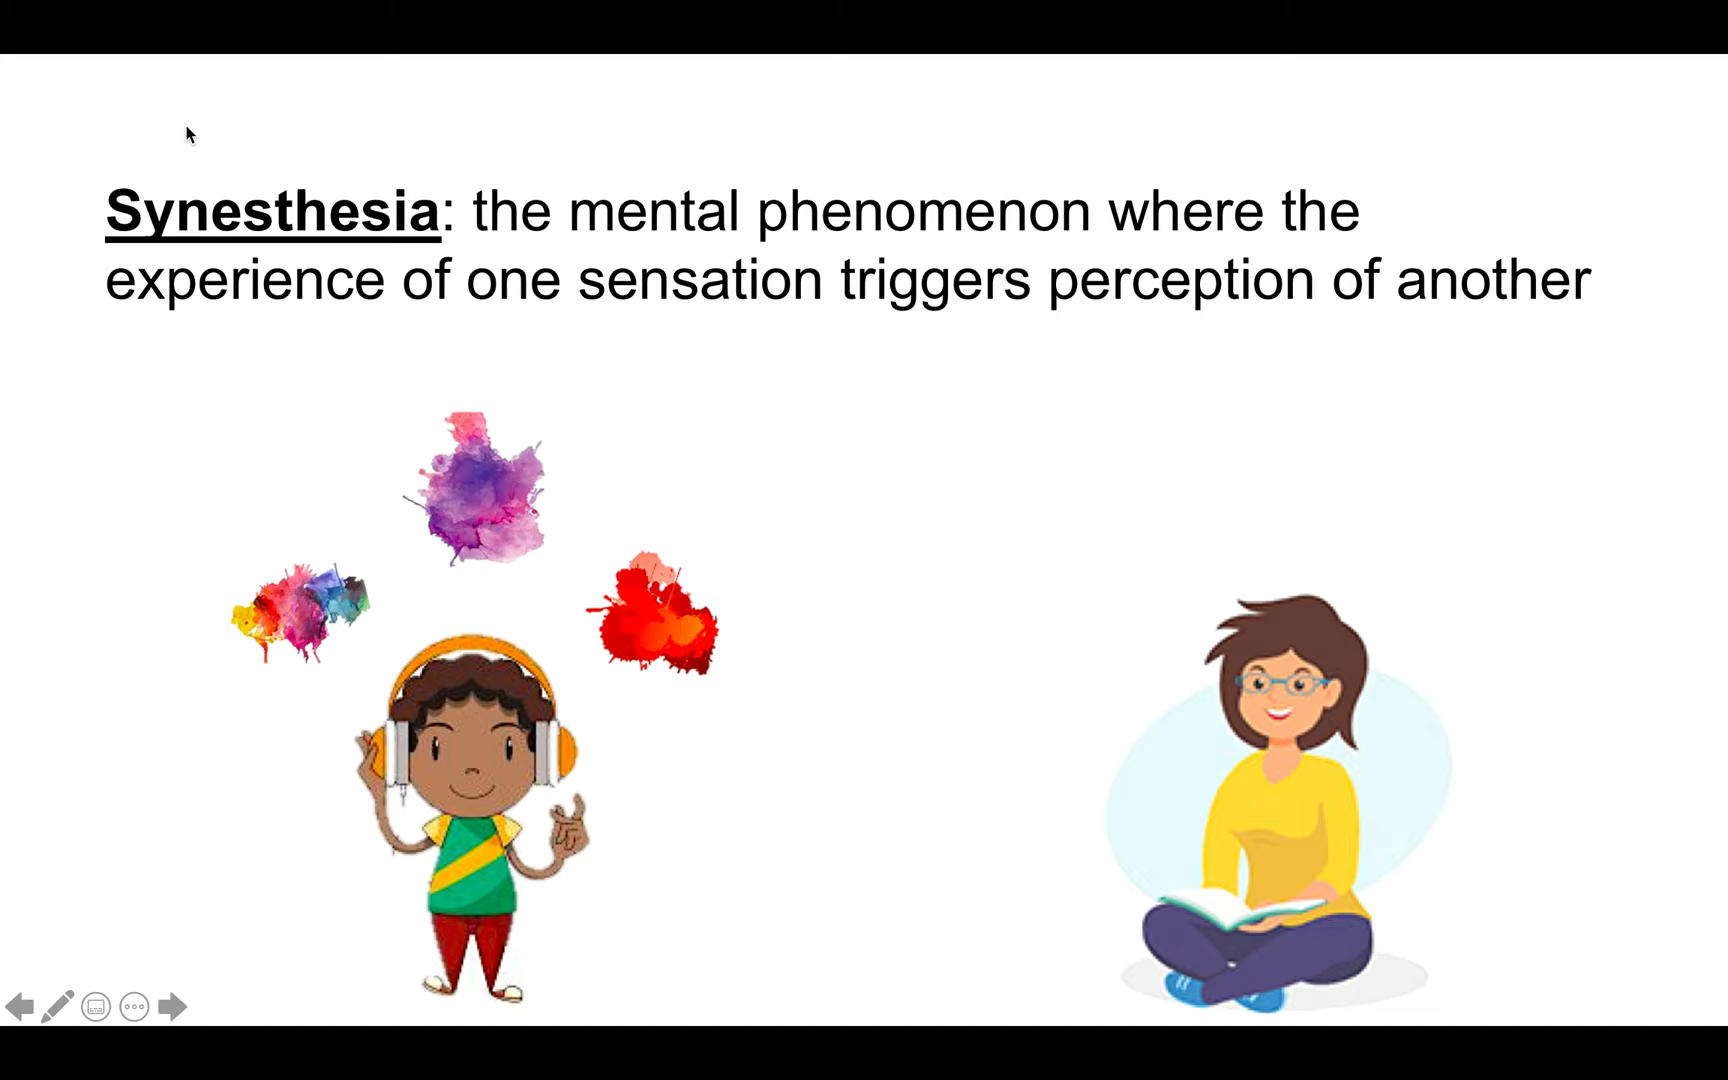 Synesthesia: the mental phenomenon where the
experience of one sensation triggers perception of another